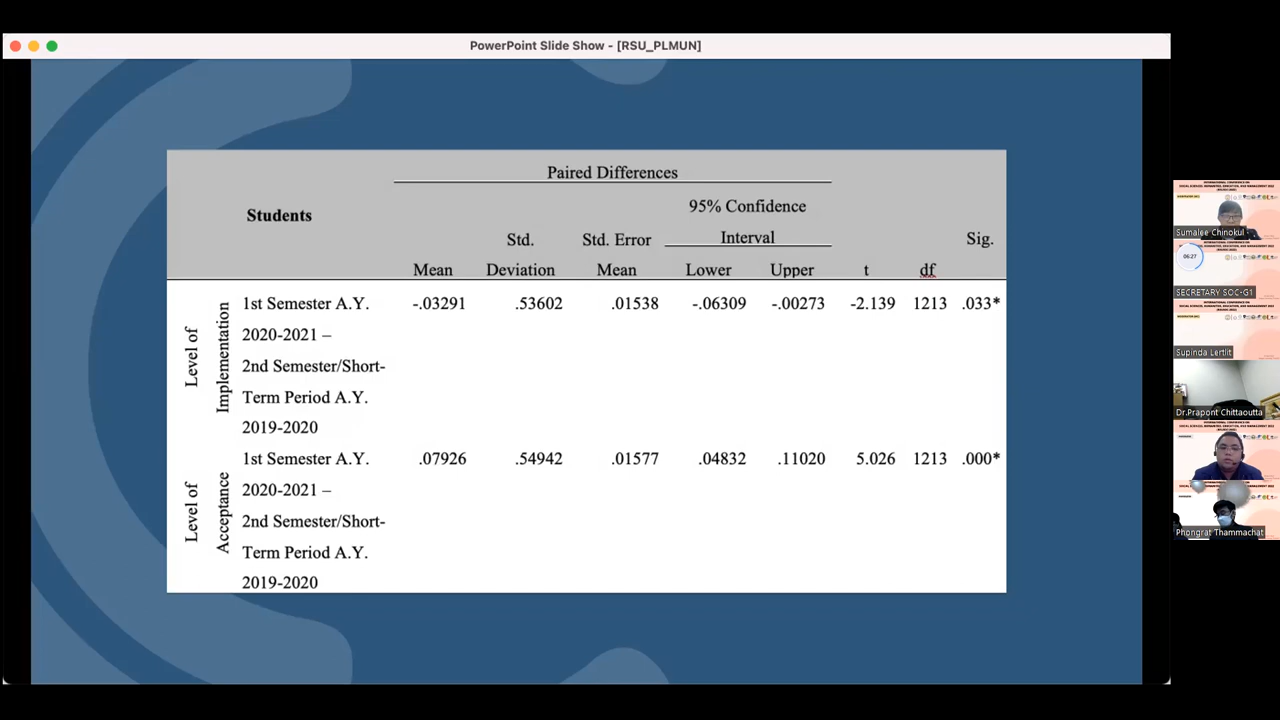 PowerPoint Slide Show - [RSU_PLMUN]
Paired Differences
Students
95% Confidence
Interval
Std.
Std. Error
Sig.
Mean Deviation Mean Lower Upper t df
Level of
Implementation
1st Semester A.Y. -.03291 .53602 .01538 -.06309 -.00273 -2.139 1213 .033*
2020-2021 –
2nd Semester/Short-
Term Period A.Y.
2019-2020
Level of
Acceptance
1st Semester A.Y. .07926 .54942 .01577 .04832 .11020 5.026 1213 .000*
2020-2021 –
2nd Semester/Short-
Term Period A.Y.
2019-2020
Sumalee Chinokul
06:27
SECRETARY SOC-G1
Supinda Lertlit
Dr.Prapont Chittaoutta
Phongrat Thammachat